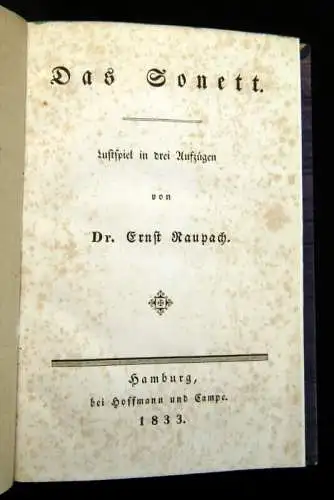 Das Sonett.
Lustspiel in drei Aufzügen
von
Dr. Ernst Raupach.
Hamburg,
bei Hoffmann und Campe.
1833.